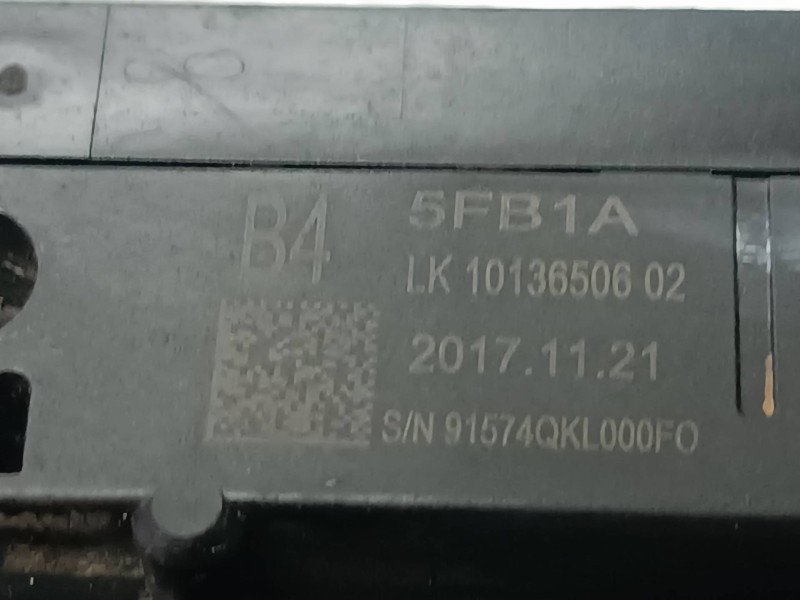 B4
5FB1A
LK 10136506 02
2017.11.21
S/N 91574QKL000FO